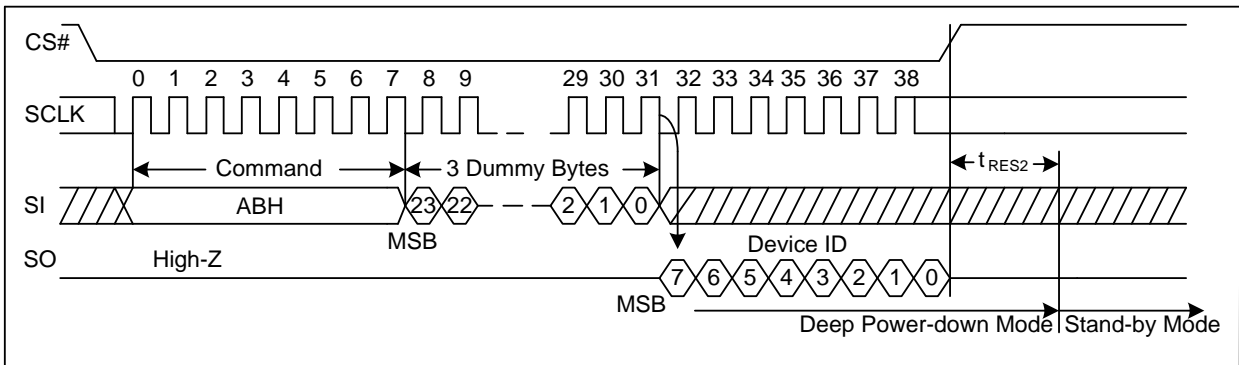 CS#
0 1 2 3 4 5 6 7 8 9 29 30 31 32 33 34 35 36 37 38
SCLK
Command 3 Dummy Bytes tRES2
SI ABH 23 22 2 1 0
MSB Device ID
SO High-Z
7 6 5 4 3 2 1 0
MSB
Deep Power-down Mode Stand-by Mode